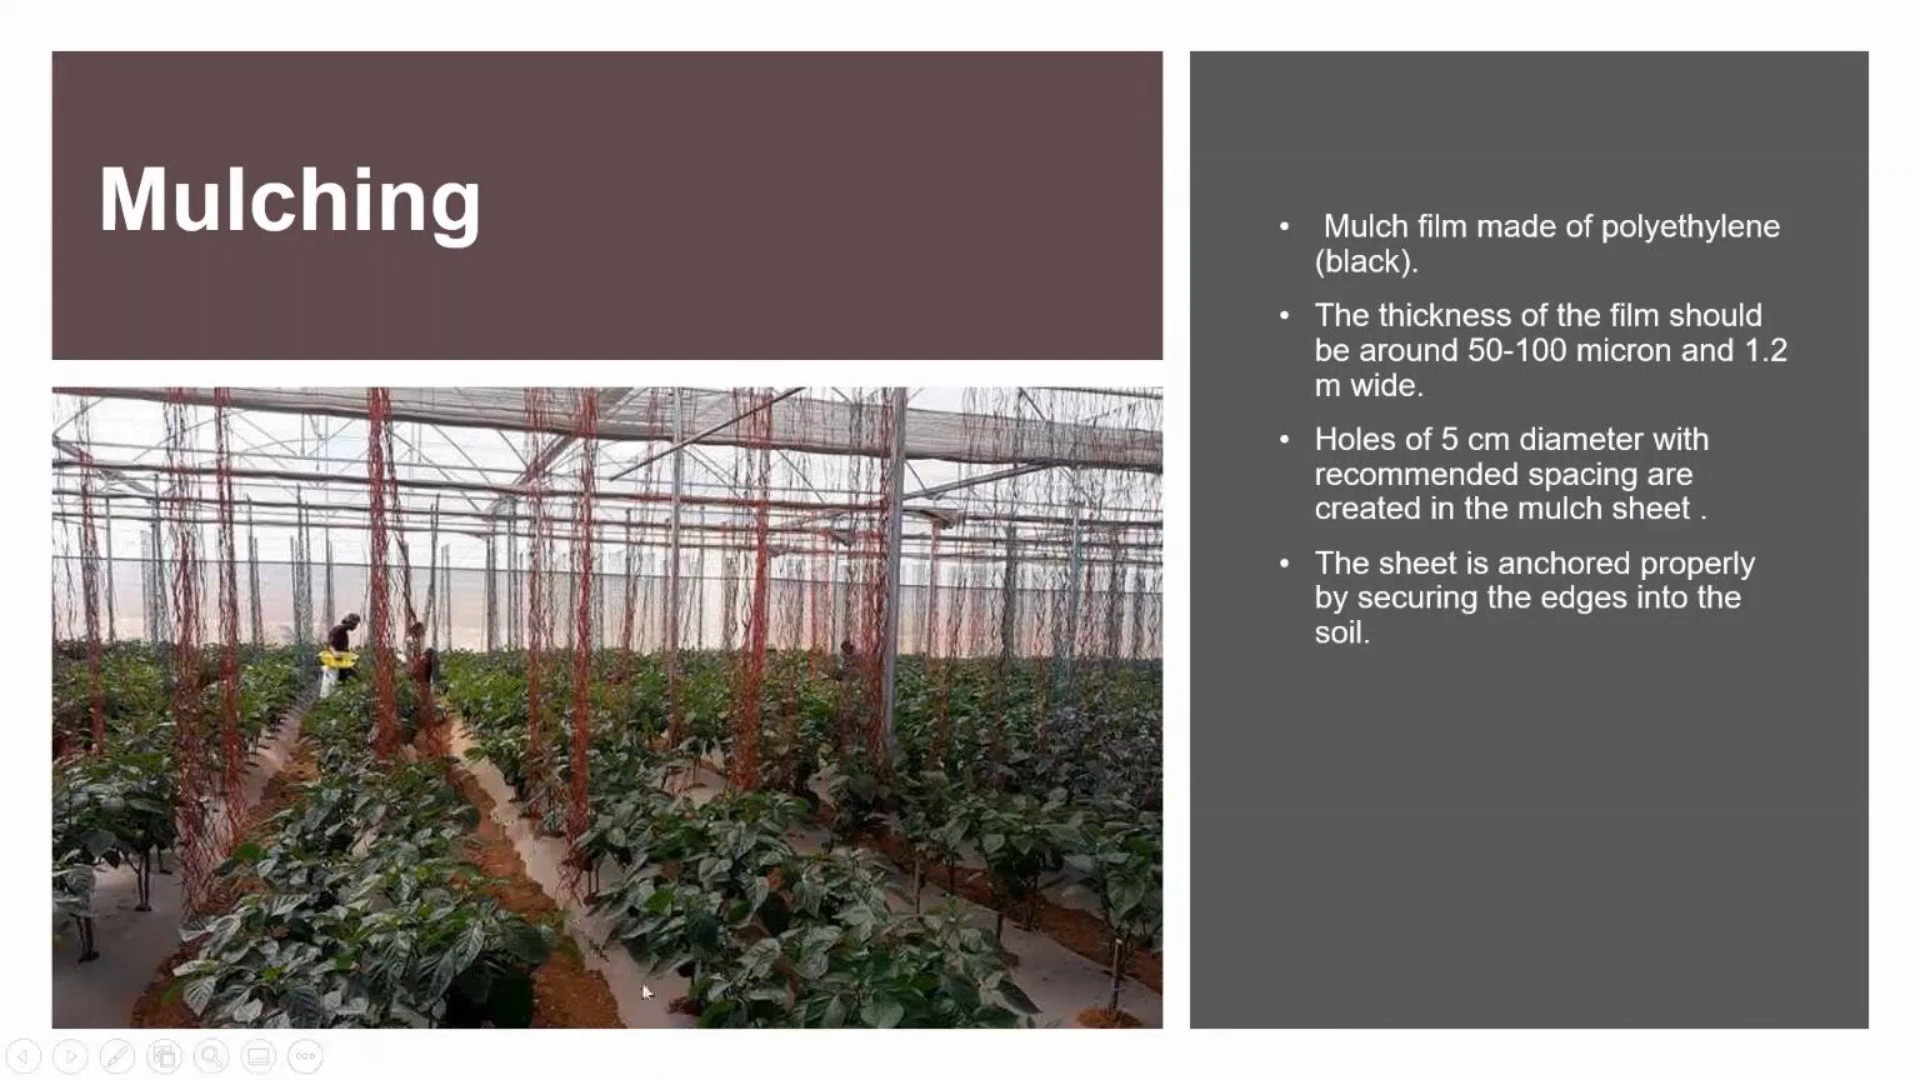 Mulching
• Mulch film made of polyethylene
(black).
• The thickness of the film should
be around 50-100 micron and 1.2
m wide.
• Holes of 5 cm diameter with
recommended spacing are
created in the mulch sheet .
• The sheet is anchored properly
by securing the edges into the
soil.